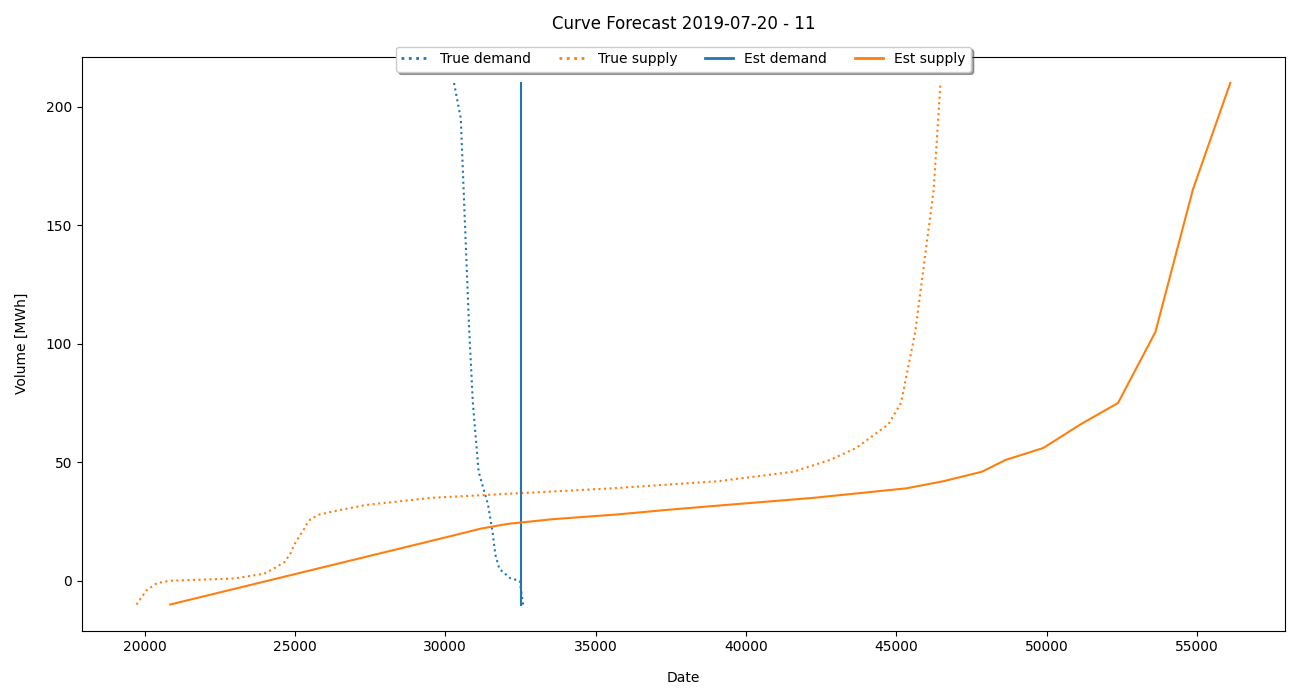 Curve Forecast 2019-07-20 - 11
True demand True supply Est demand Est supply
200
150
100
50
0
Volume [MWh]
20000 25000 30000 35000 40000 45000 50000 55000
Date